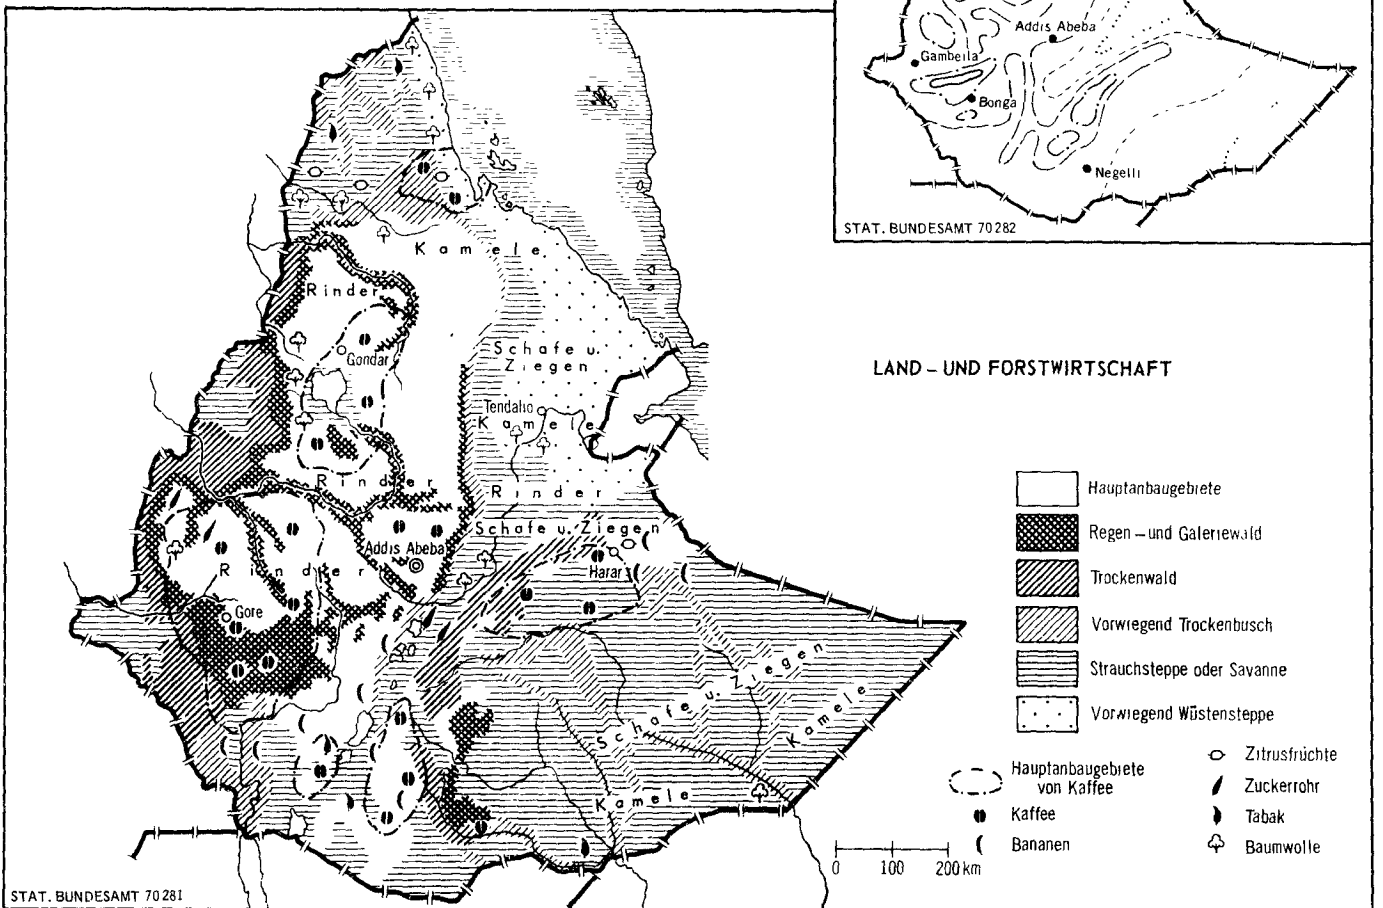 Addis Abeba
Gambeila
Bonga
Negelli
STAT. BUNDESAMT 70282
Kamele
Rinder
Gondar
Schafe u.
Ziegen
Tendaho
Kamele
Rinder
Rinder
Schafe u. Ziegen
Addis Abeba
Harar
Rinder
Gore
Schafe u. Ziegen
Kamele
Kamele
STAT. BUNDESAMT 70281
LAND - UND FORSTWIRTSCHAFT
Hauptanbaugebiete
Regen - und Galeriewald
Trockenwald
Vorwiegend Trockenbusch
Strauchsteppe oder Savanne
Vorwiegend Wüstensteppe
Hauptanbaugebiete
von Kaffee
Kaffee
Bananen
Zitrusfrüchte
Zuckerrohr
Tabak
Baumwolle
0 100 200 km